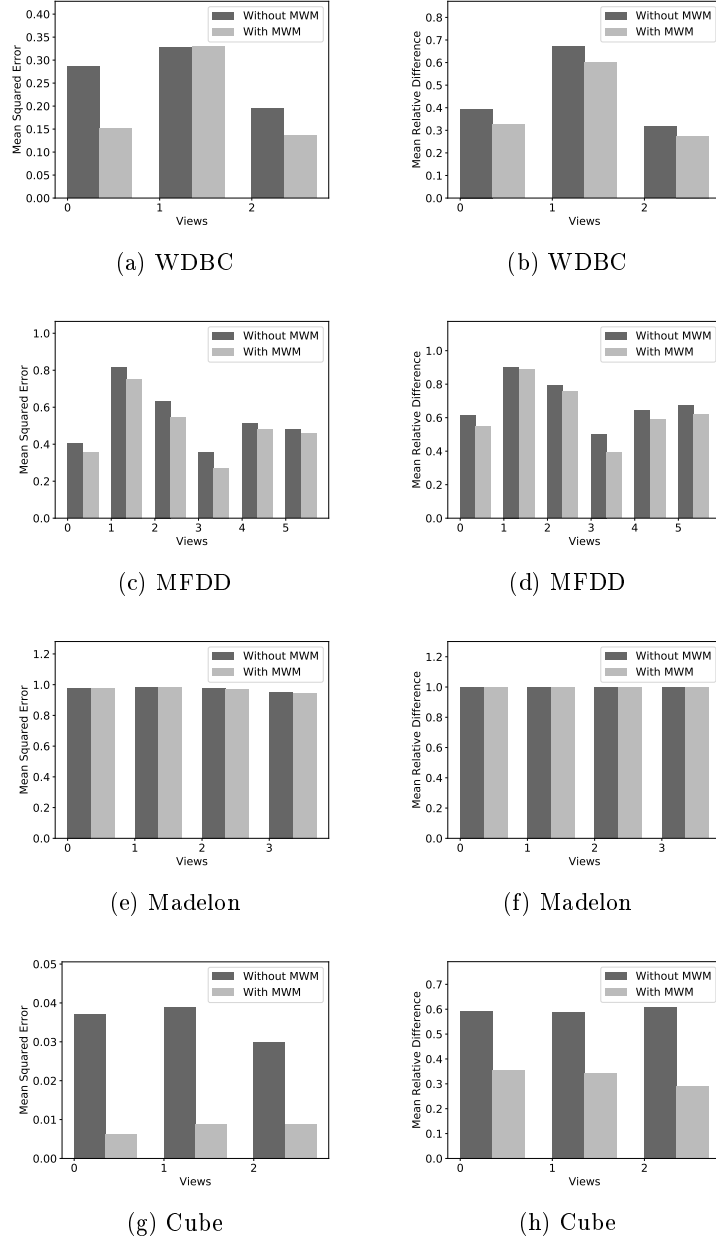 Without MWM
With MWM
Mean Squared Error
0.40
0.35
0.30
0.25
0.20
0.15
0.10
0.05
0.00
0 1 2
Views
(a) WDBC
Without MWM
With MWM
Mean Relative Difference
0.8
0.7
0.6
0.5
0.4
0.3
0.2
0.1
0.0
0 1 2
Views
(b) WDBC
Without MWM
With MWM
Mean Squared Error
1.0
0.8
0.6
0.4
0.2
0.0
0 1 2 3 4 5
Views
(c) MFDD
Without MWM
With MWM
Mean Relative Difference
1.0
0.8
0.6
0.4
0.2
0.0
0 1 2 3 4 5
Views
(d) MFDD
Without MWM
With MWM
Mean Squared Error
1.2
1.0
0.8
0.6
0.4
0.2
0.0
0 1 2 3
Views
(e) Madelon
Without MWM
With MWM
Mean Relative Difference
1.2
1.0
0.8
0.6
0.4
0.2
0.0
0 1 2 3
Views
(f) Madelon
Without MWM
With MWM
Mean Squared Error
0.05
0.04
0.03
0.02
0.01
0.00
0 1 2
Views
(g) Cube
Without MWM
With MWM
Mean Relative Difference
0.7
0.6
0.5
0.4
0.3
0.2
0.1
0.0
0 1 2
Views
(h) Cube